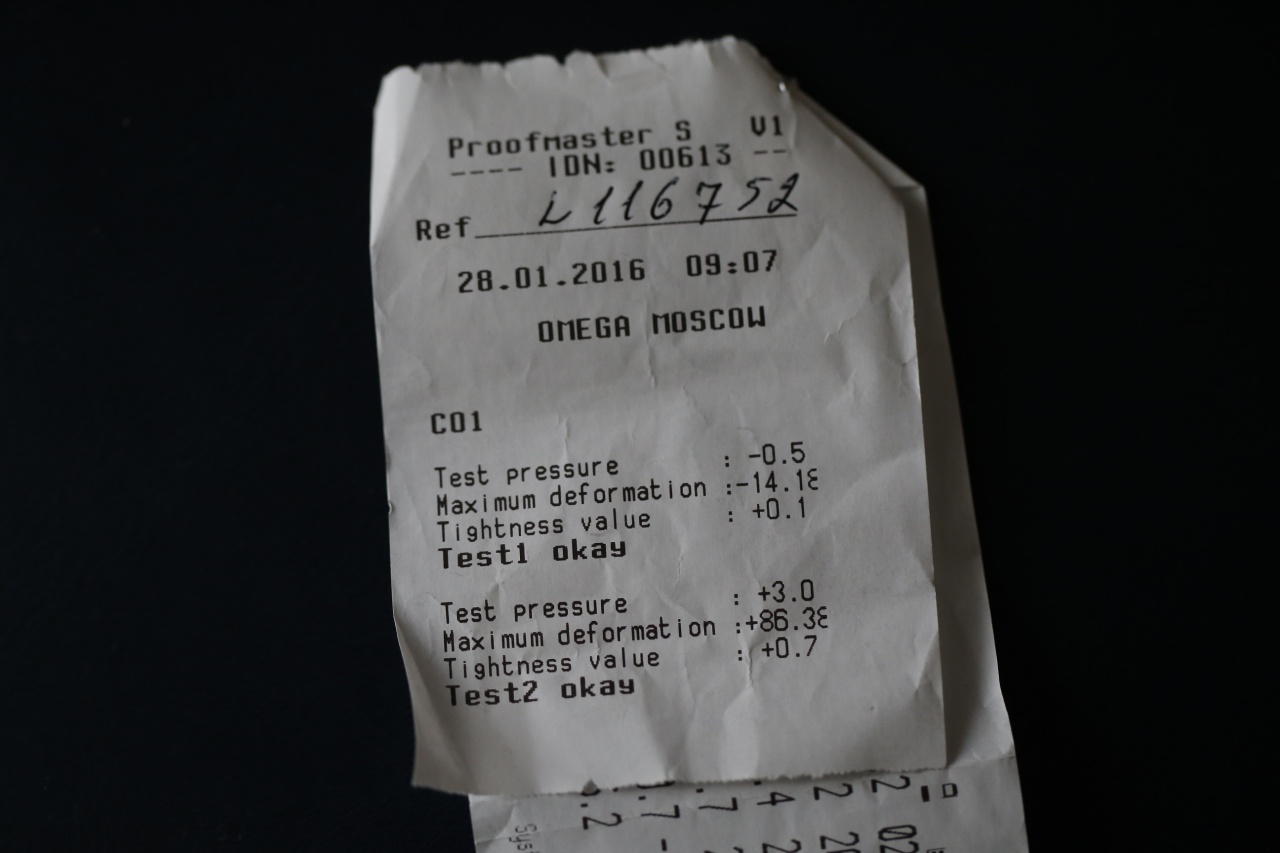 Proofmaster S V1
---- IDN: 00613 --
Ref L116752
28.01.2016 09:07
OMEGA MOSCOW
C01
Test pressure : -0.5
Maximum deformation :-14.1ε
Tightness value : +0.1
Test1 okay
Test pressure : +3.0
Maximum deformation :+86.3ε
Tightness value : +0.7
Test2 okay